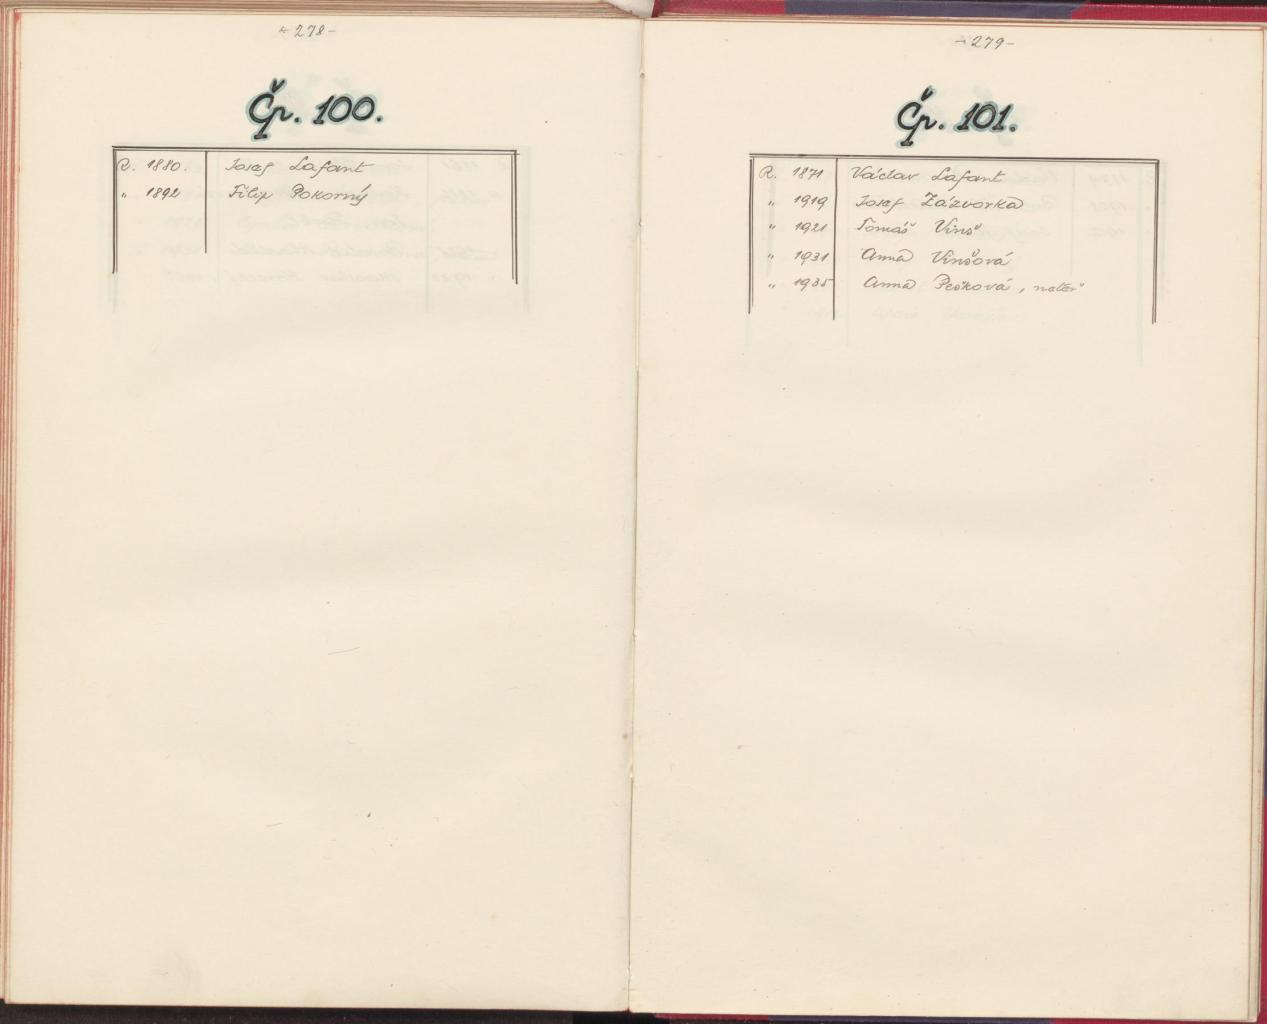 - 278 -
Čp. 100.
R. 1880. Josef Lafant
„ 1892 Filip Pokorný
- 279 -
Čp. 101.
R. 1871 Václav Lafant
„ 1919 Josef Zázvorka
„ 1921 Tomáš Vinš
„ 1931 Anna Vinšová
„ 1935 Anna Pešková, neteř